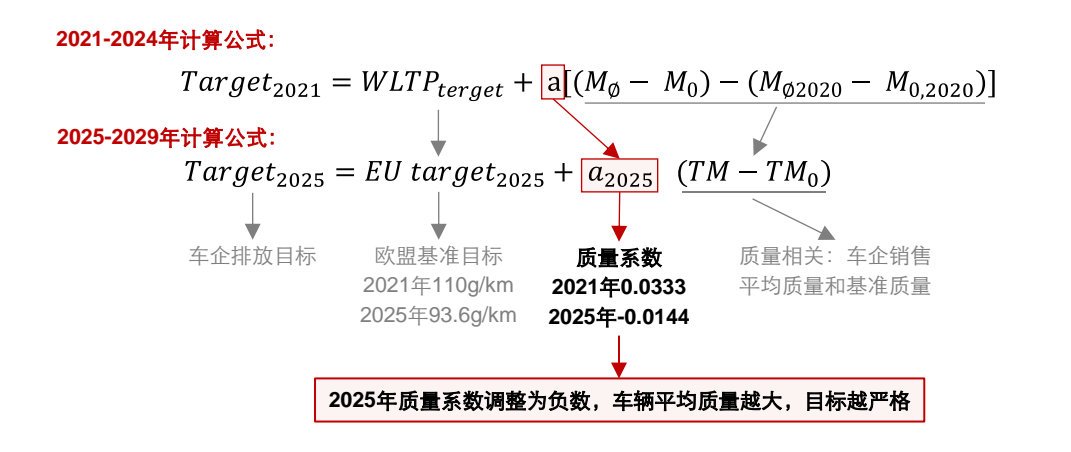 2021-2024年计算公式：
Target₂₀₂₁ = WLTP_terget + a[(M_Ø − M₀) − (M_Ø2020 − M_0,2020)]
2025-2029年计算公式：
Target₂₀₂₅ = EU target₂₀₂₅ + a₂₀₂₅ (TM − TM₀)
车企排放目标
欧盟基准目标
2021年110g/km
2025年93.6g/km
质量系数
2021年0.0333
2025年-0.0144
质量相关：车企销售
平均质量和基准质量
2025年质量系数调整为负数，车辆平均质量越大，目标越严格